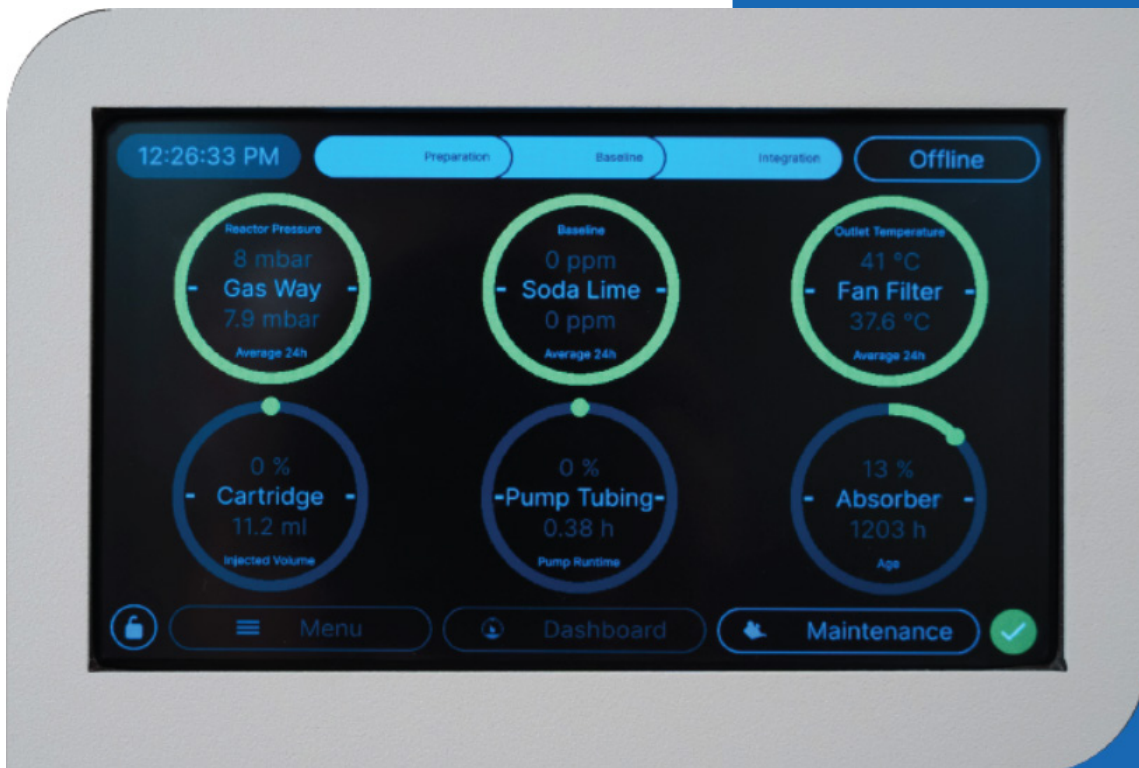 12:26:33 PM
Preparation
Baseline
Integration
Offline
Reactor Pressure
8 mbar
Gas Way
7.9 mbar
Average 24h
Baseline
0 ppm
Soda Lime
0 ppm
Average 24h
Outlet Temperature
41 °C
Fan Filter
37.6 °C
Average 24h
0 %
Cartridge
11.2 ml
Injected Volume
0 %
Pump Tubing
0.38 h
Pump Runtime
13 %
Absorber
1203 h
Age
Menu
Dashboard
Maintenance